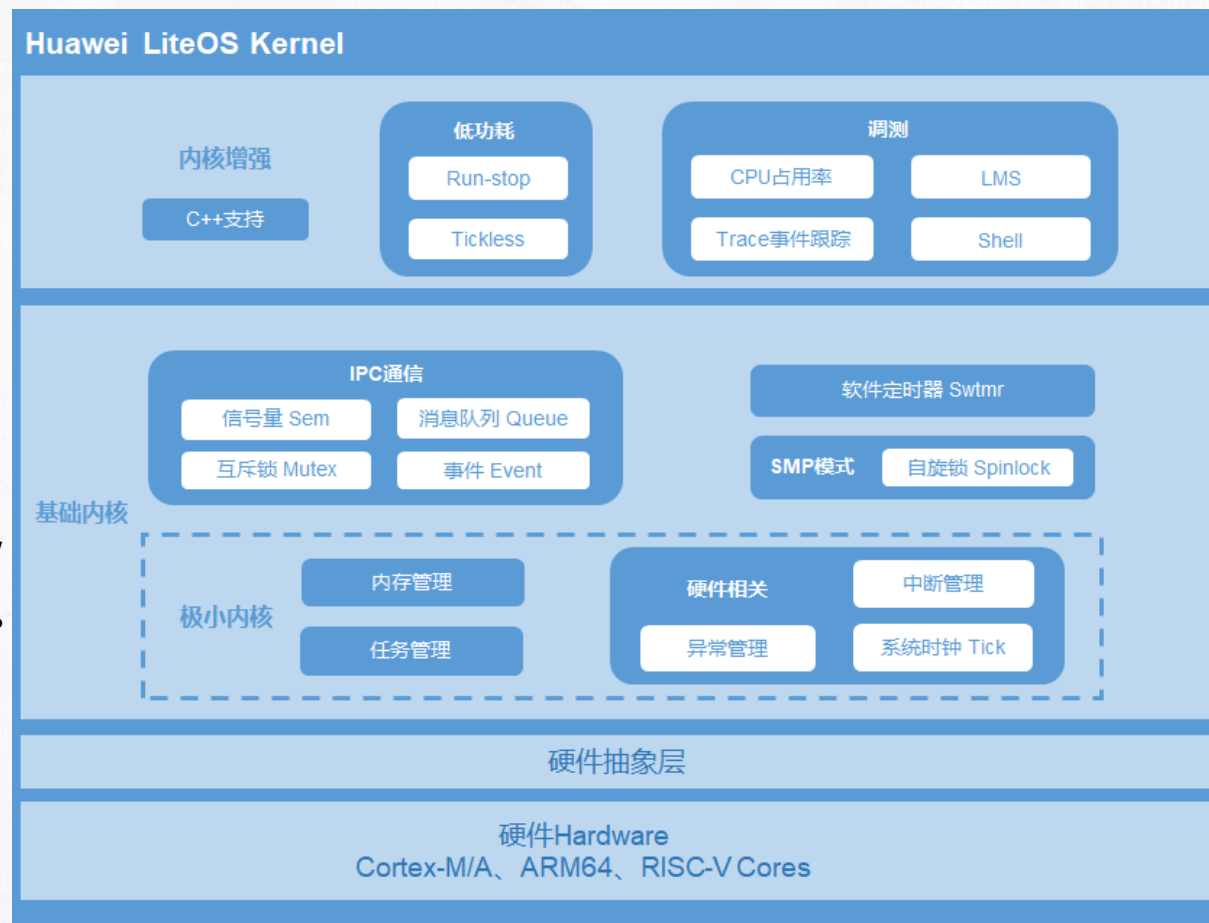 Huawei LiteOS Kernel
内核增强
C++支持
低功耗
Run-stop
Tickless
调测
CPU占用率
LMS
Trace事件跟踪
Shell
基础内核
IPC通信
信号量 Sem
消息队列 Queue
互斥锁 Mutex
事件 Event
软件定时器 Swtmr
SMP模式
自旋锁 Spinlock
极小内核
内存管理
任务管理
硬件相关
中断管理
异常管理
系统时钟 Tick
硬件抽象层
硬件Hardware
Cortex-M/A、ARM64、RISC-V Cores